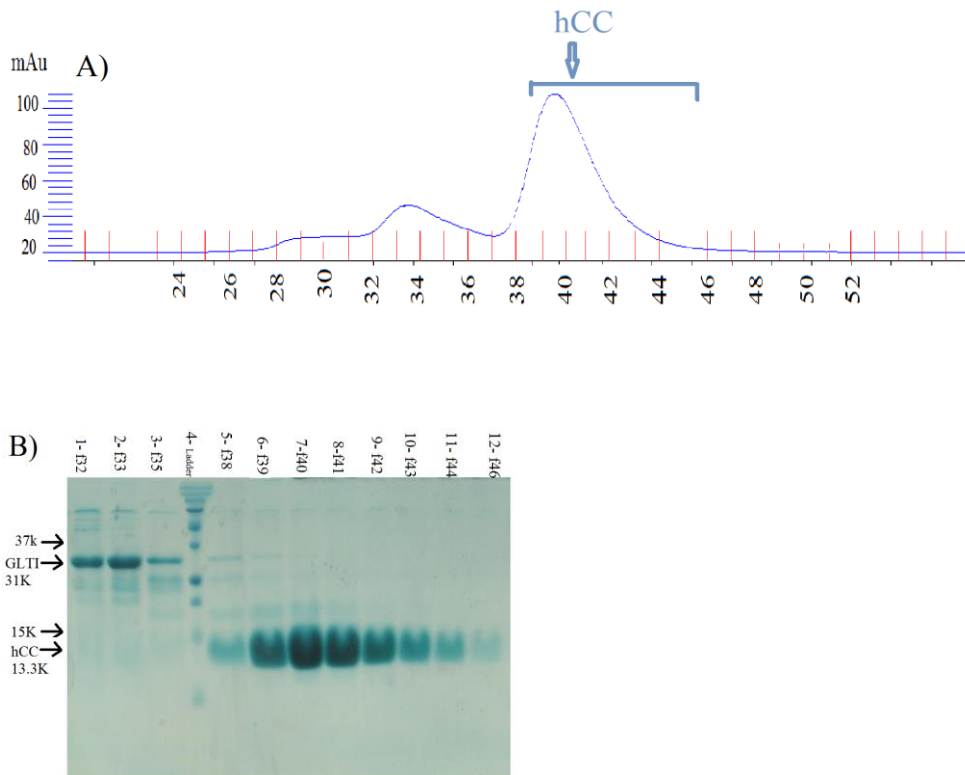 hCC
mAu
A)
100
80
60
40
20
24 26 28 30 32 34 36 38 40 42 44 46 48 50 52
B)
1- f32
2- f33
3- f35
4- Ladder
5- f38
6- f39
7-f40
8-f41
9- f42
10- f43
11- f44
12- f46
37k
GLTI
31K
15K
hCC
13.3K